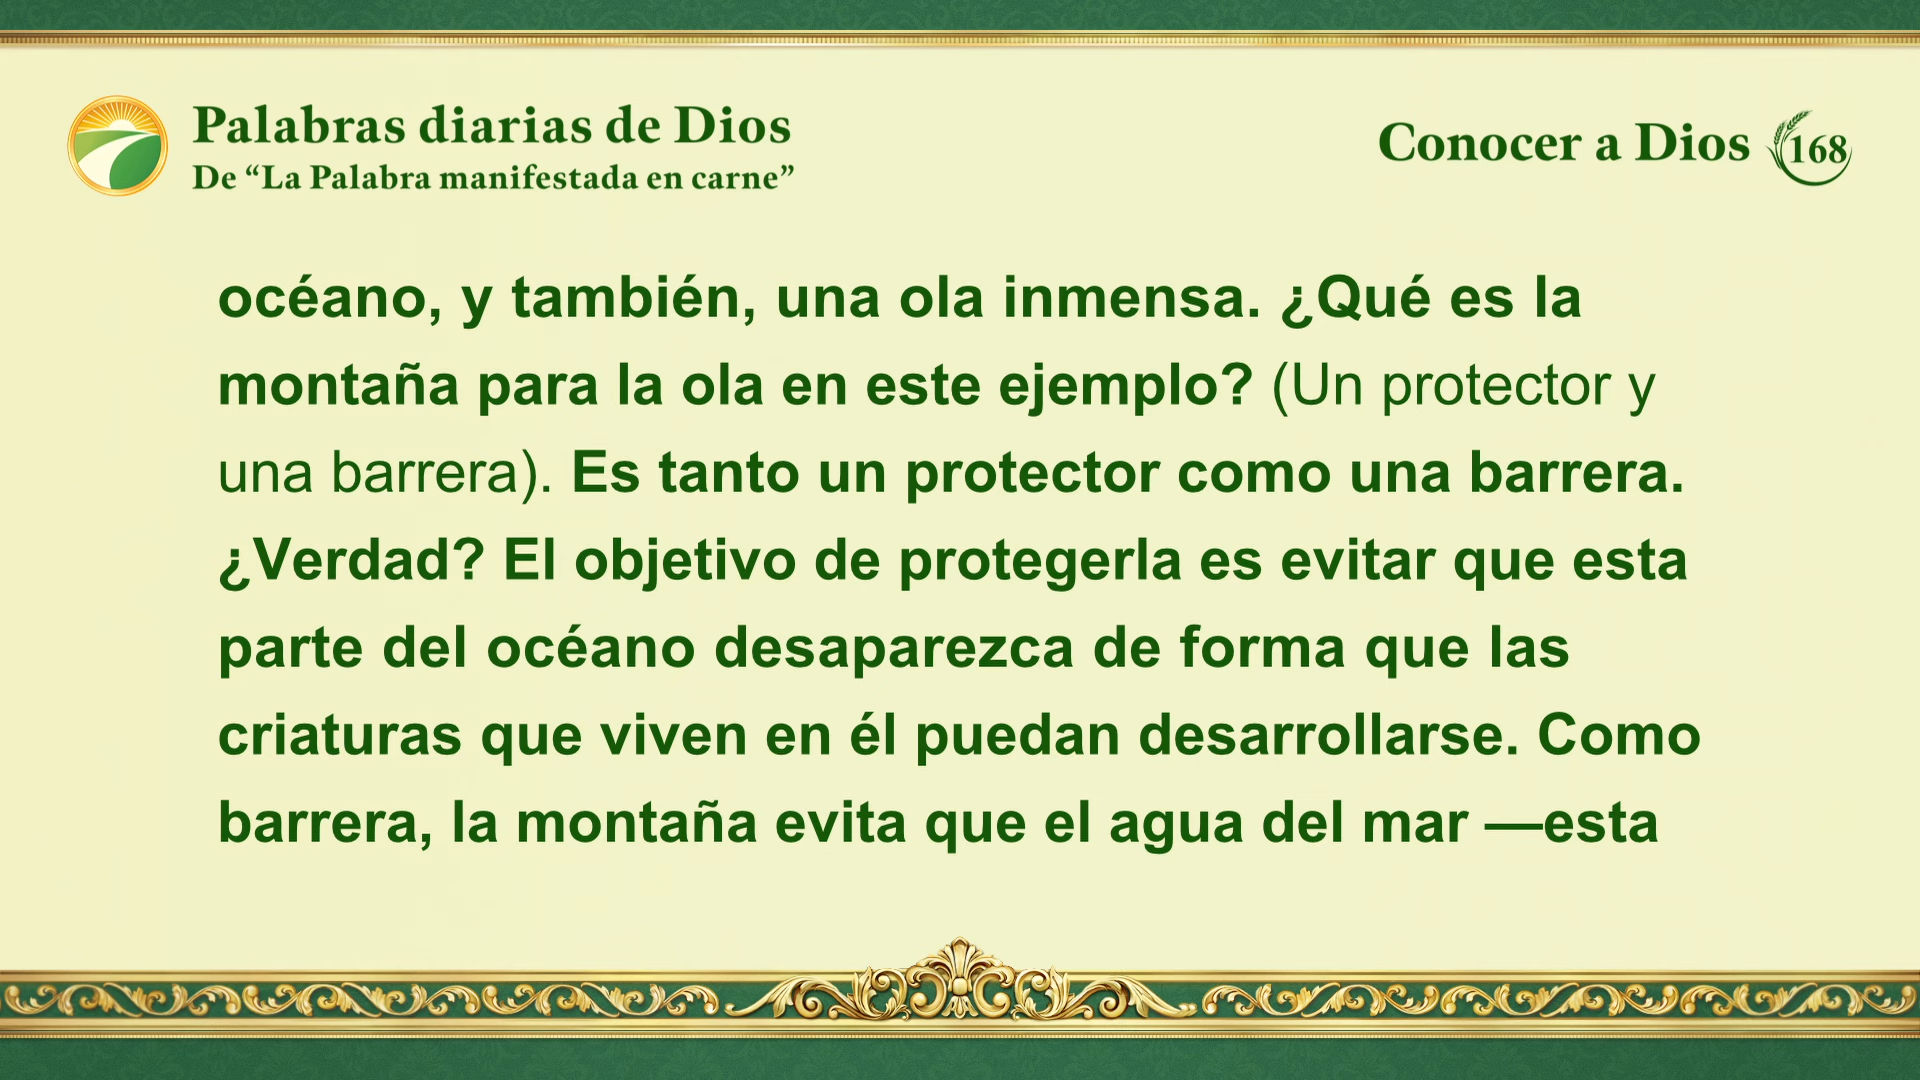 Palabras diarias de Dios
De “La Palabra manifestada en carne”
Conocer a Dios 168
océano, y también, una ola inmensa. ¿Qué es la
montaña para la ola en este ejemplo? (Un protector y
una barrera). Es tanto un protector como una barrera.
¿Verdad? El objetivo de protegerla es evitar que esta
parte del océano desaparezca de forma que las
criaturas que viven en él puedan desarrollarse. Como
barrera, la montaña evita que el agua del mar —esta